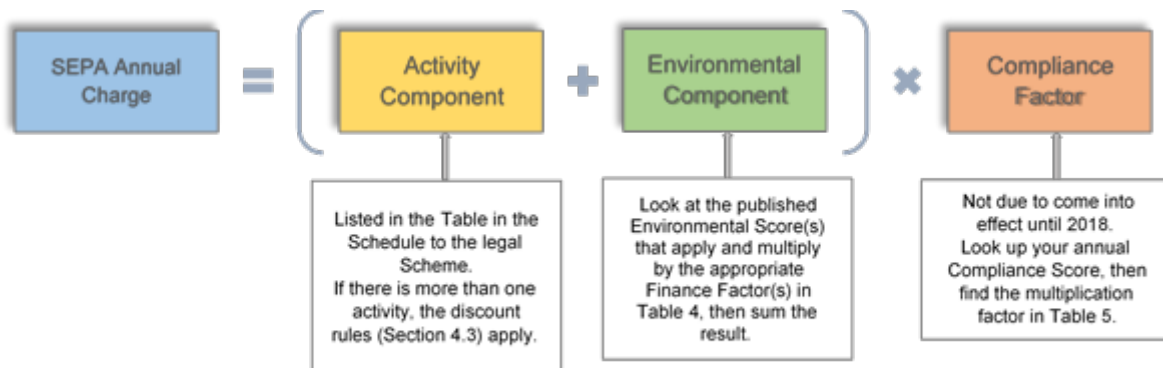 SEPA Annual
Charge
=
(
Activity
Component
+
Environmental
Component
)
×
Compliance
Factor
Listed in the Table in the
Schedule to the legal
Scheme.
If there is more than one
activity, the discount
rules (Section 4.3) apply.
Look at the published
Environmental Score(s)
that apply and multiply
by the appropriate
Finance Factor(s) in
Table 4, then sum the
result.
Not due to come into
effect until 2018.
Look up your annual
Compliance Score, then
find the multiplication
factor in Table 5.